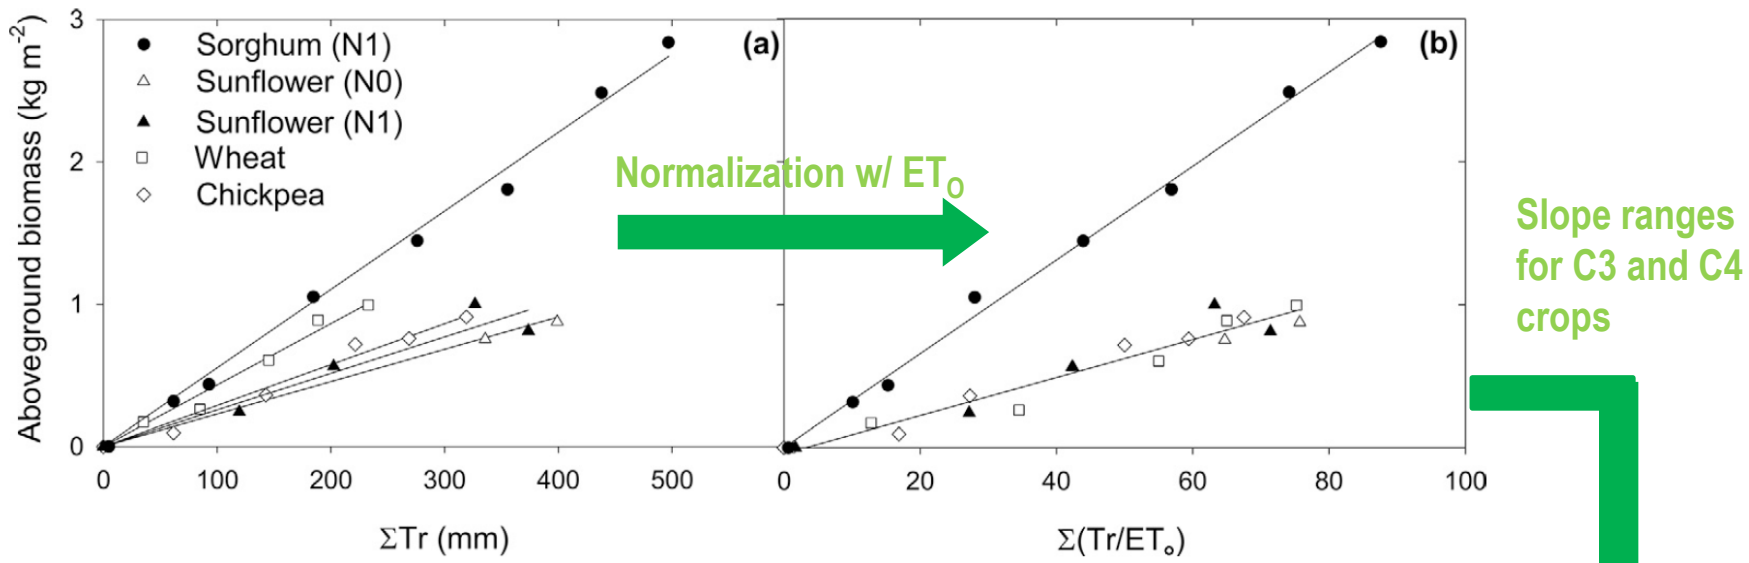 Aboveground biomass (kg m-2)
3
2
1
0
Sorghum (N1)
Sunflower (N0)
Sunflower (N1)
Wheat
Chickpea
(a)
0 100 200 300 400 500
ΣTr (mm)
Normalization w/ ETO
(b)
0 20 40 60 80 100
Σ(Tr/ETo)
Slope ranges
for C3 and C4
crops